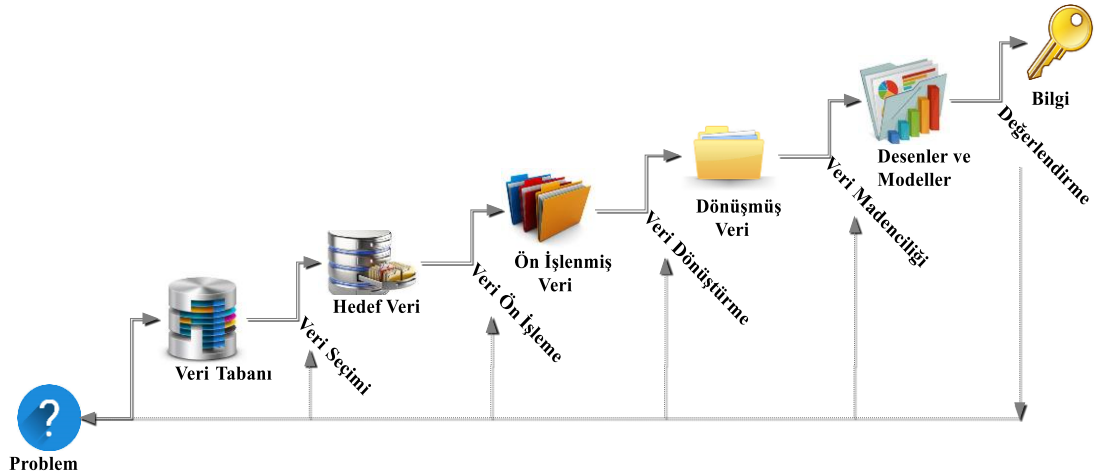 Problem
Veri Tabanı
Veri Seçimi
Hedef Veri
Veri Ön İşleme
Ön İşlenmiş
Veri
Veri Dönüştürme
Dönüşmüş
Veri
Veri Madenciliği
Desenler ve
Modeller
Değerlendirme
Bilgi